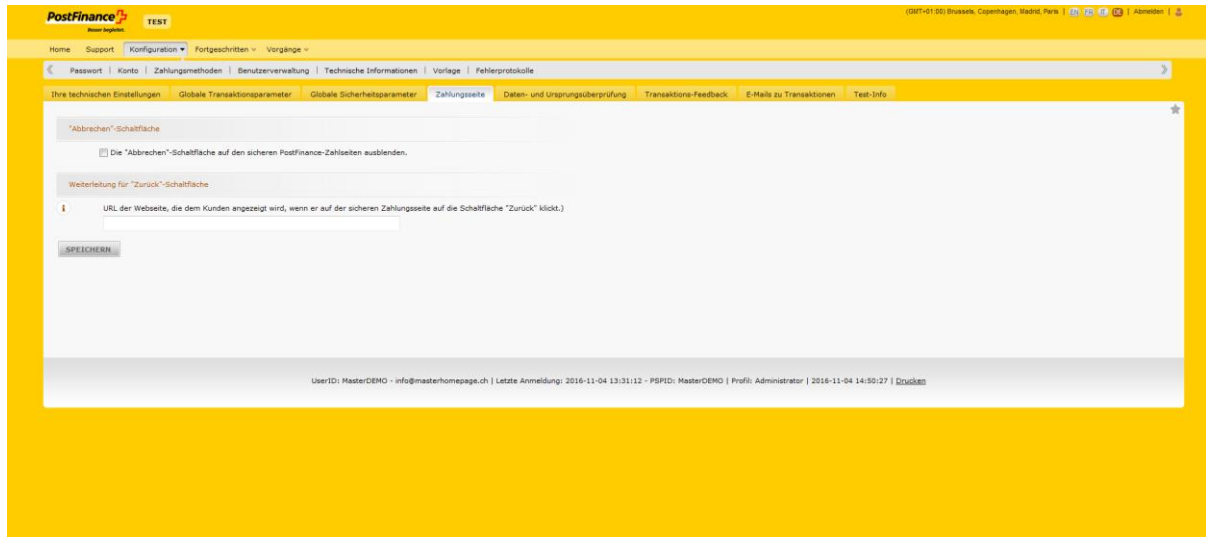 PostFinance
Besser begleitet.
TEST
(GMT+01:00) Brussels, Copenhagen, Madrid, Paris | EN FR IT DE | Abmelden |
Home Support Konfiguration Fortgeschritten Vorgänge
Passwort | Konto | Zahlungsmethoden | Benutzerverwaltung | Technische Informationen | Vorlage | Fehlerprotokolle
Ihre technischen Einstellungen Globale Transaktionsparameter Globale Sicherheitsparameter Zahlungsseite Daten- und Ursprungsüberprüfung Transaktions-Feedback E-Mails zu Transaktionen Test-Info
"Abbrechen"-Schaltfläche
Die "Abbrechen"-Schaltfläche auf den sicheren PostFinance-Zahlseiten ausblenden.
Weiterleitung für "Zurück"-Schaltfläche
URL der Webseite, die dem Kunden angezeigt wird, wenn er auf der sicheren Zahlungsseite auf die Schaltfläche "Zurück" klickt.)
SPEICHERN
UserID: MasterDEMO - info@masterhomepage.ch | Letzte Anmeldung: 2016-11-04 13:31:12 - PSPID: MasterDEMO | Profil: Administrator | 2016-11-04 14:50:27 | Drucken